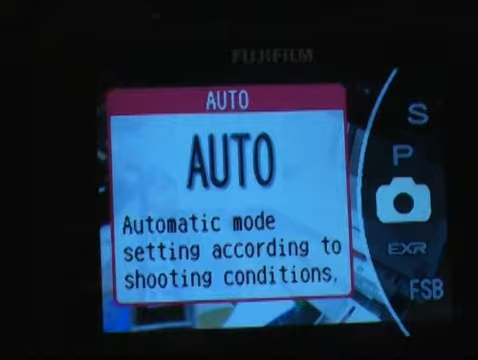 FUJIFILM
AUTO
AUTO
Automatic mode
setting according to
shooting conditions.
S
P
EXR
FSB